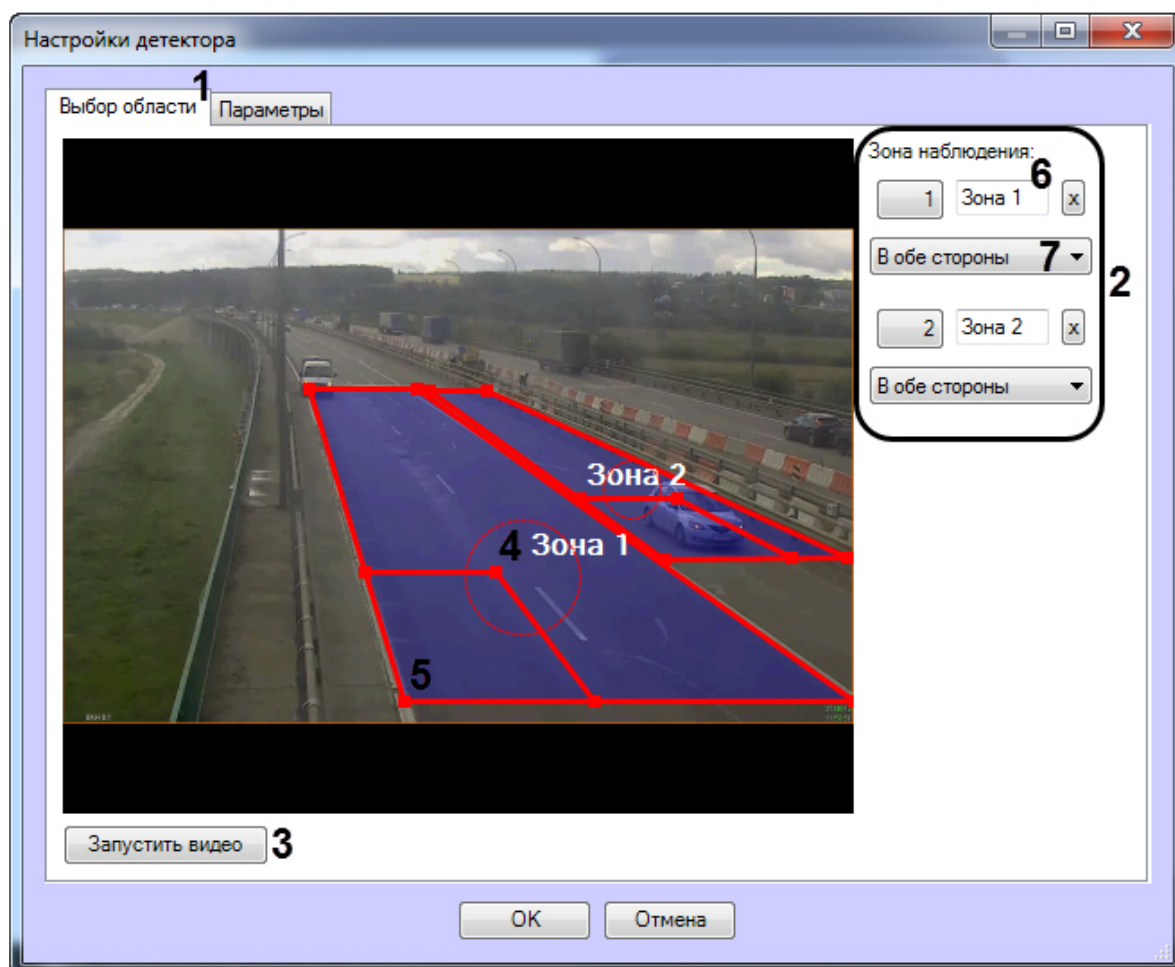 Настройки детектора
1
Выбор области
Параметры
Зона наблюдения:
6
1 Зона 1 x
В обе стороны 7
2
2 Зона 2 x
В обе стороны
Зона 2
4 Зона 1
5
Запустить видео 3
OK Отмена